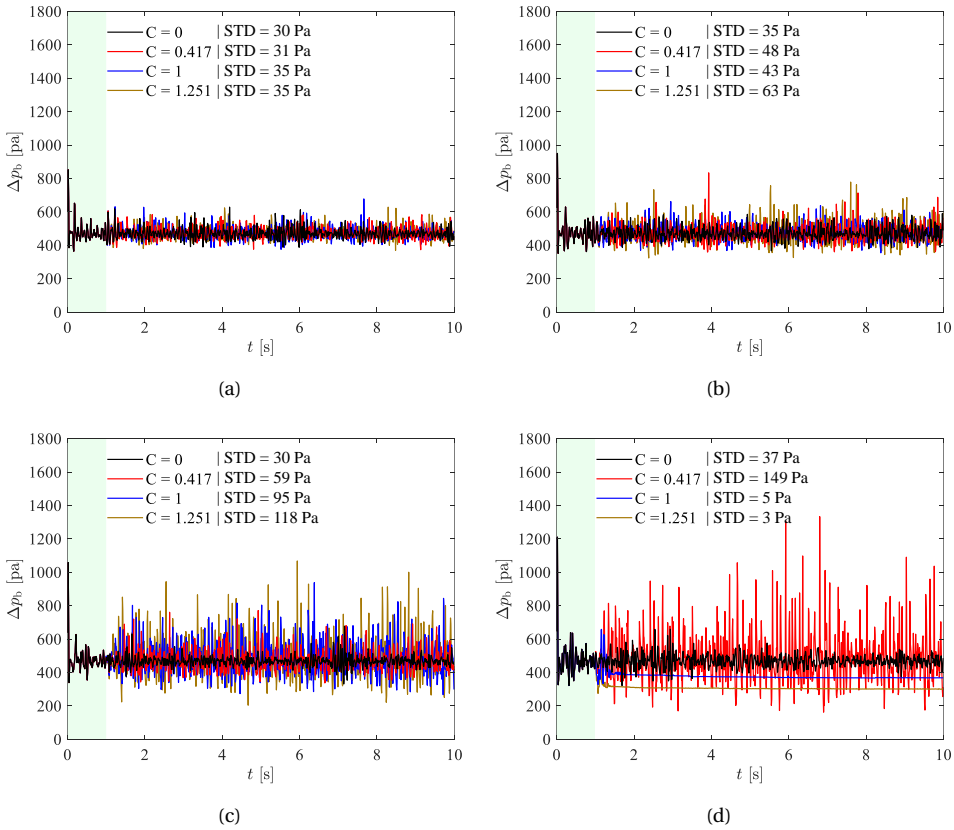 1800
1600
1400
1200
1000
800
600
400
200
0
Δp_b [pa]
C = 0 | STD = 30 Pa
C = 0.417 | STD = 31 Pa
C = 1 | STD = 35 Pa
C = 1.251 | STD = 35 Pa
0 2 4 6 8 10
t [s]
(a)
1800
1600
1400
1200
1000
800
600
400
200
0
Δp_b [pa]
C = 0 | STD = 35 Pa
C = 0.417 | STD = 48 Pa
C = 1 | STD = 43 Pa
C = 1.251 | STD = 63 Pa
0 2 4 6 8 10
t [s]
(b)
1800
1600
1400
1200
1000
800
600
400
200
0
Δp_b [pa]
C = 0 | STD = 30 Pa
C = 0.417 | STD = 59 Pa
C = 1 | STD = 95 Pa
C = 1.251 | STD = 118 Pa
0 2 4 6 8 10
t [s]
(c)
1800
1600
1400
1200
1000
800
600
400
200
0
Δp_b [pa]
C = 0 | STD = 37 Pa
C = 0.417 | STD = 149 Pa
C = 1 | STD = 5 Pa
C =1.251 | STD = 3 Pa
0 2 4 6 8 10
t [s]
(d)